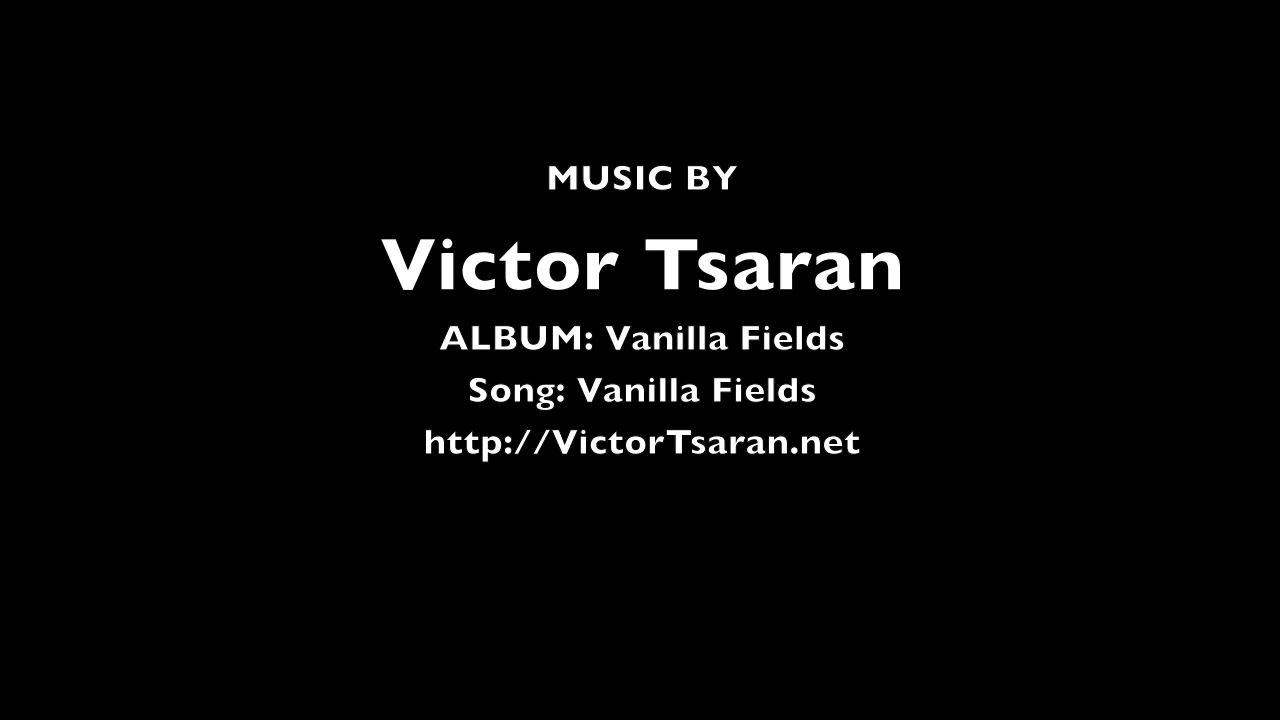 MUSIC BY
Victor Tsaran
ALBUM: Vanilla Fields
Song: Vanilla Fields
http://VictorTsaran.net